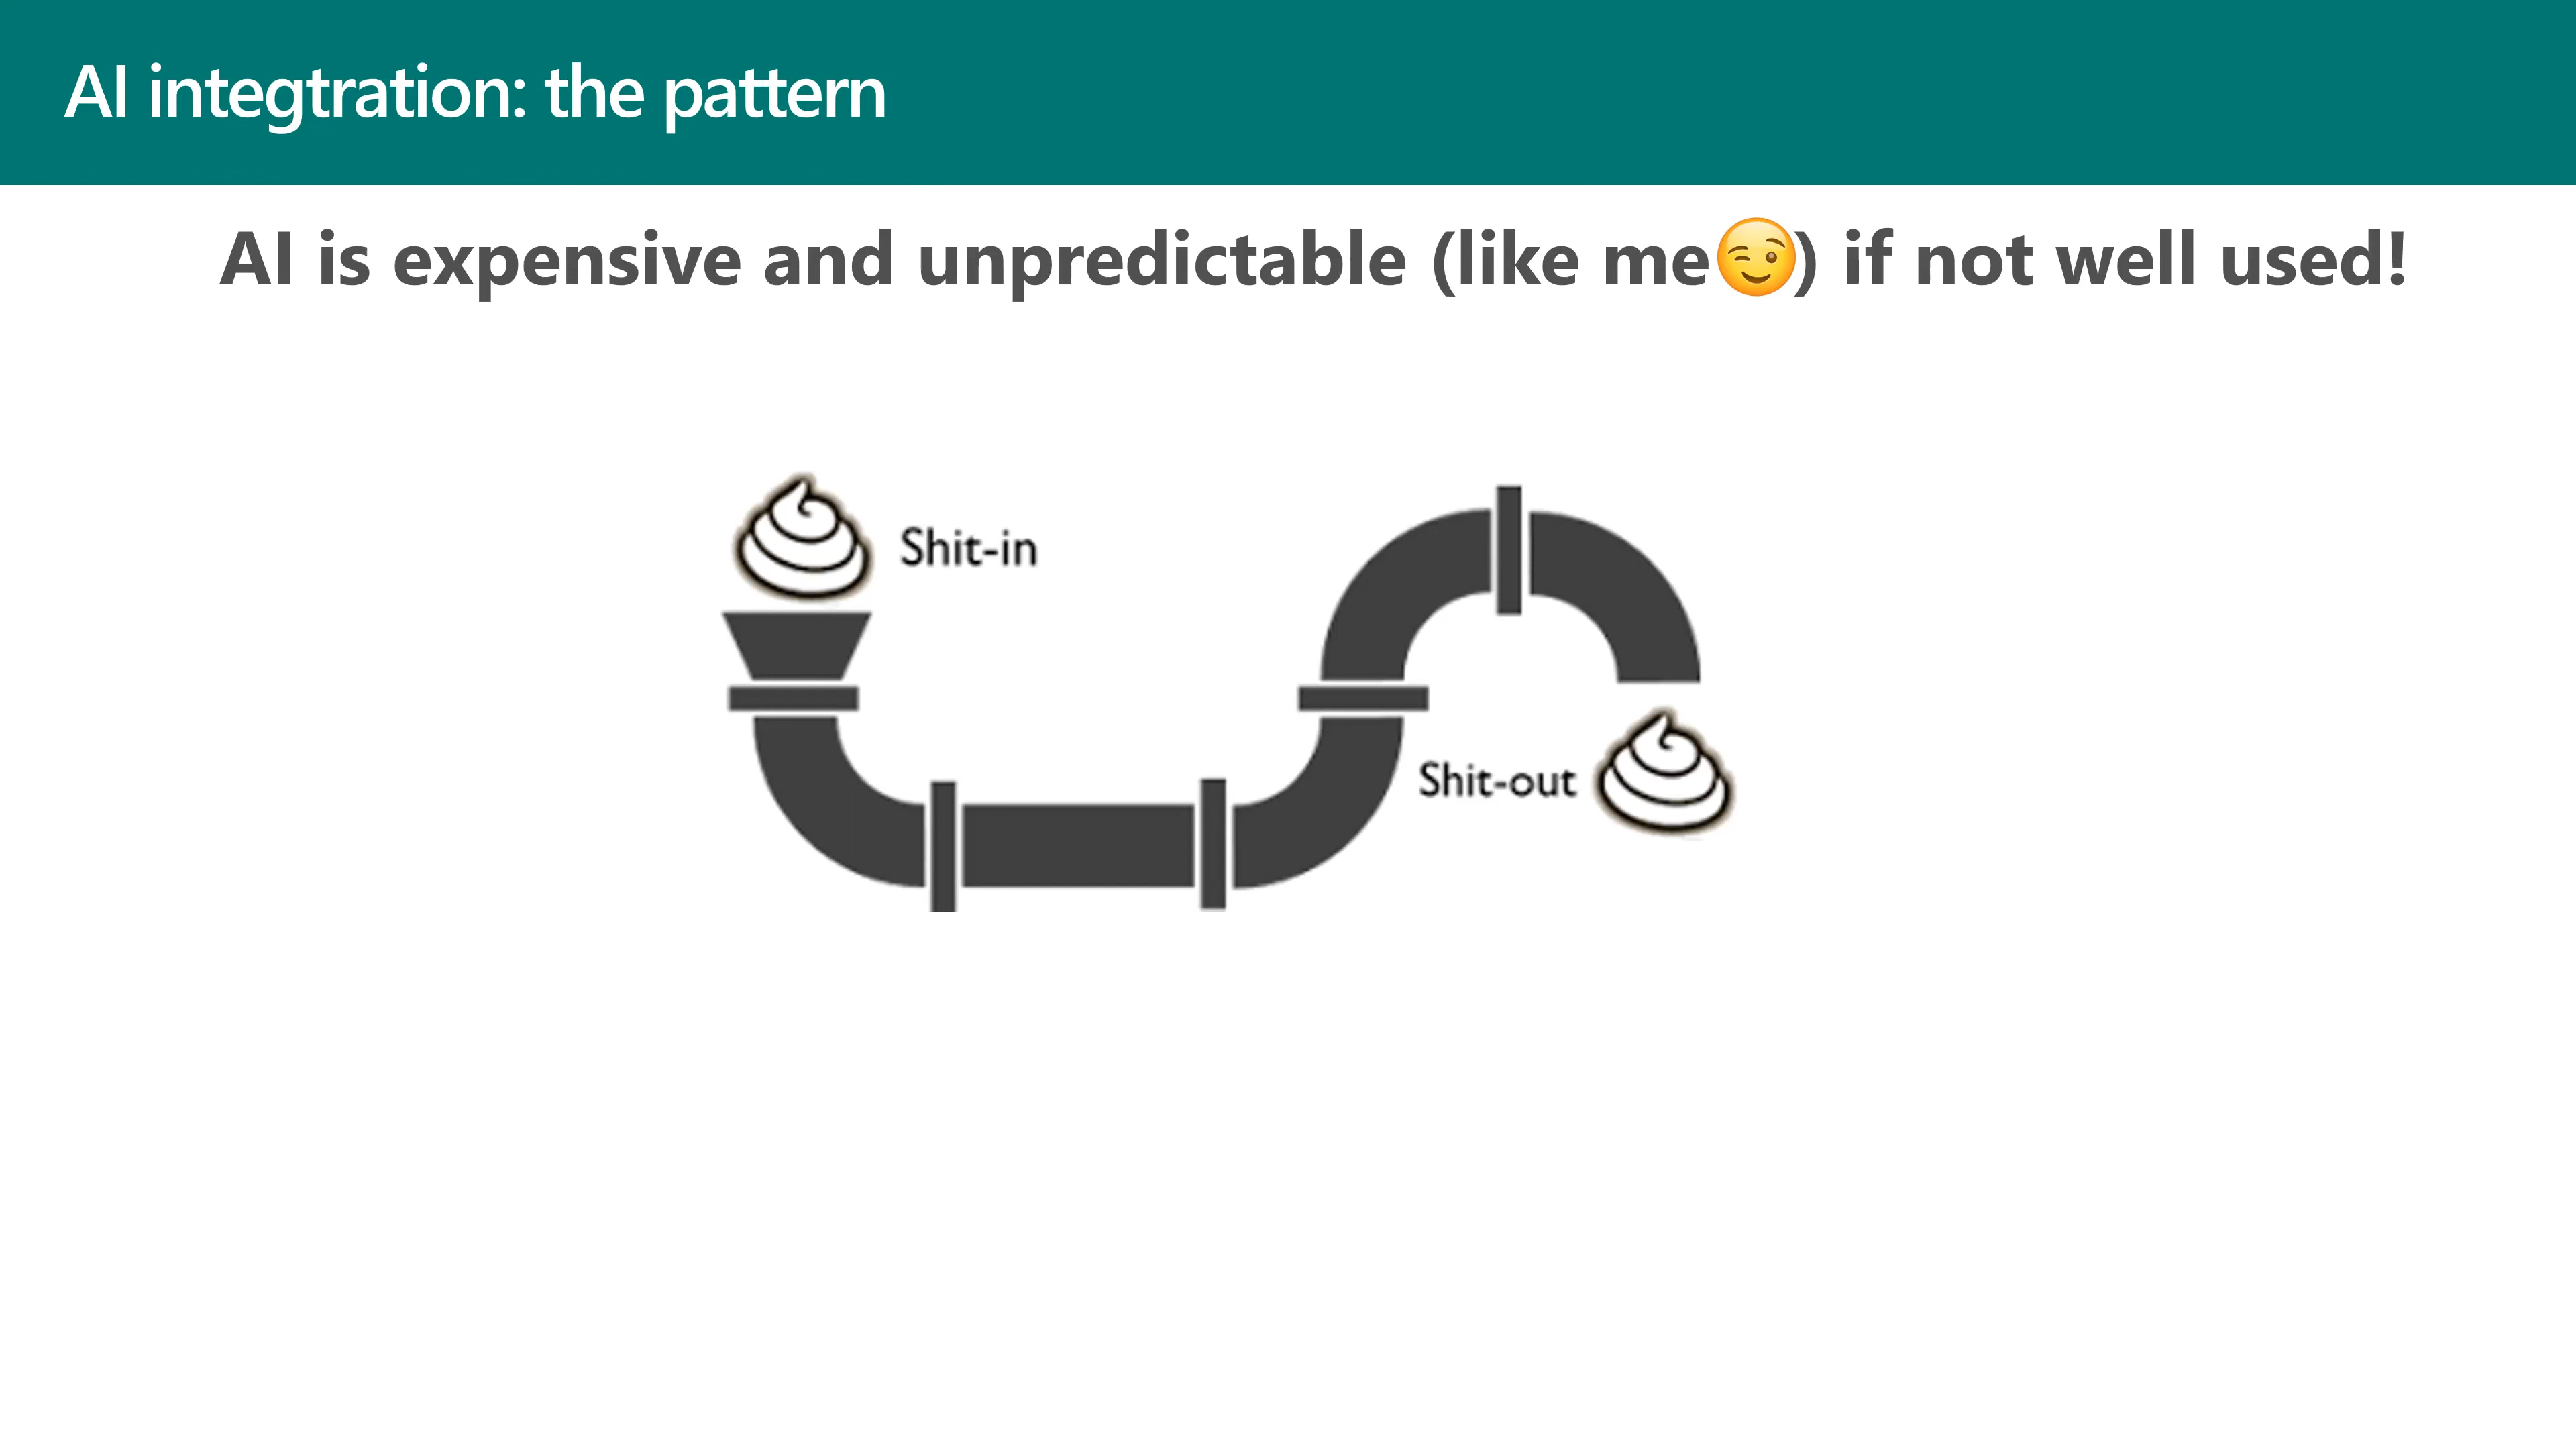 AI integtration: the pattern
AI is expensive and unpredictable (like me😉) if not well used!
Shit-in
Shit-out